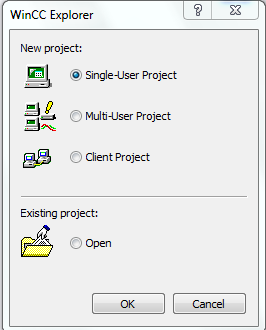 WinCC Explorer
New project:
Single-User Project
Multi-User Project
Client Project
Existing project:
Open
OK Cancel